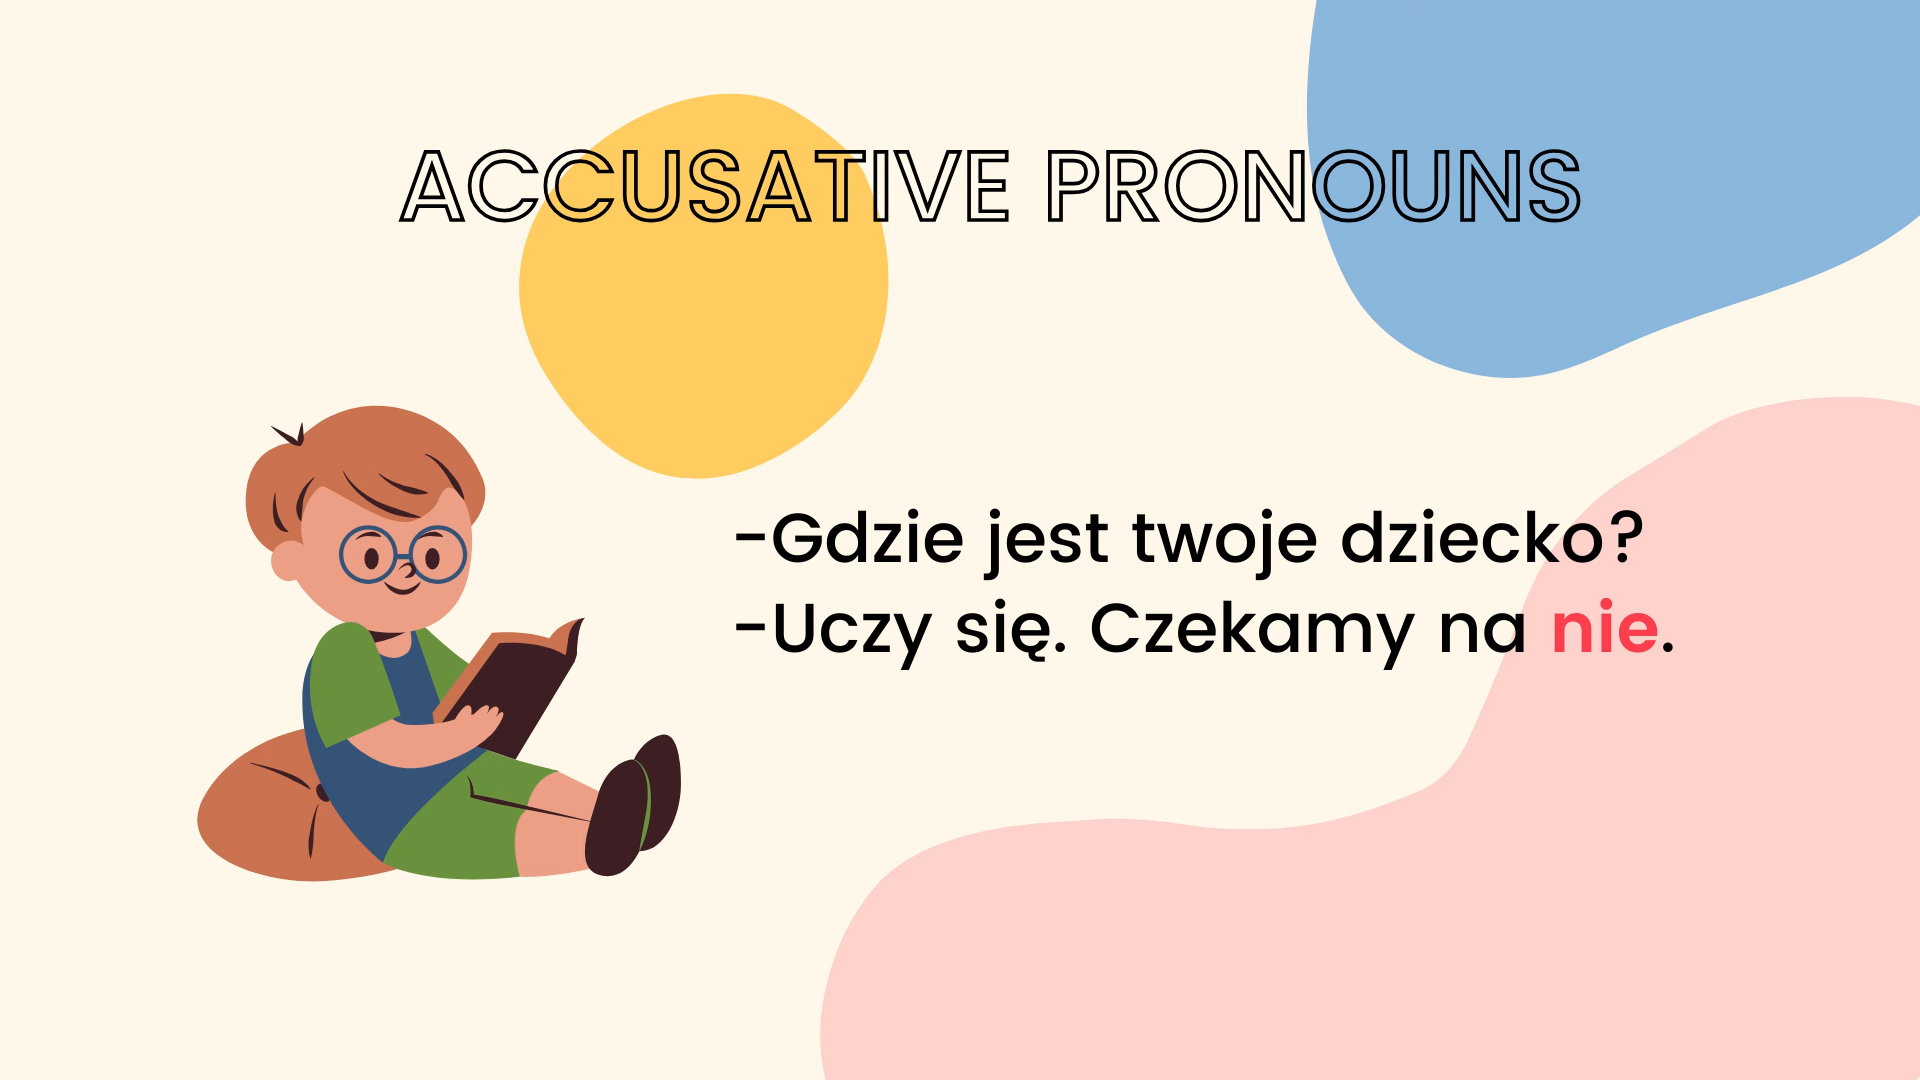 ACCUSATIVE PRONOUNS
-Gdzie jest twoje dziecko?
-Uczy się. Czekamy na nie.